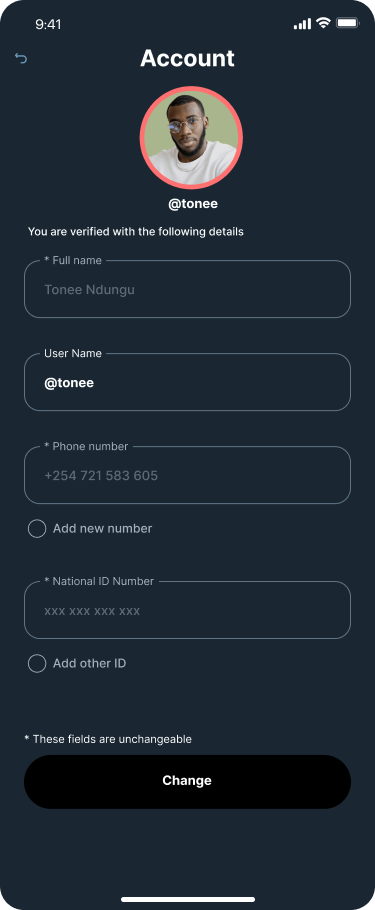 9:41
Account
@tonee
You are verified with the following details
* Full name
Tonee Ndungu
User Name
@tonee
* Phone number
+254 721 583 605
Add new number
* National ID Number
xxx xxx xxx xxx
Add other ID
* These fields are unchangeable
Change